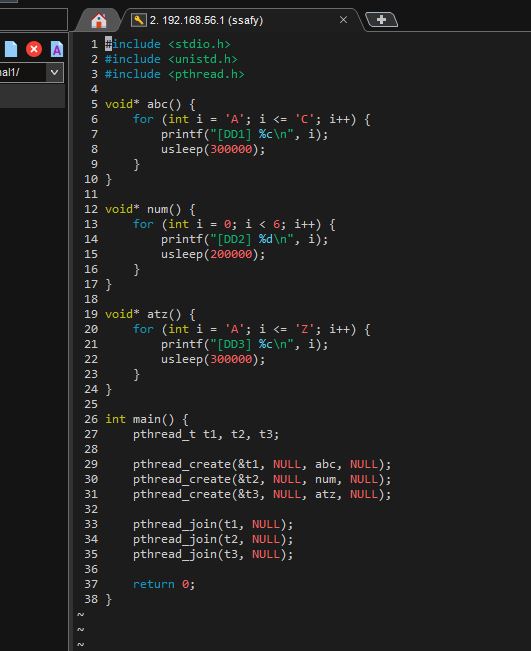 2. 192.168.56.1 (ssafy)
nal1/
1 #include <stdio.h>
2 #include <unistd.h>
3 #include <pthread.h>
4
5 void* abc() {
6     for (int i = 'A'; i <= 'C'; i++) {
7         printf("[DD1] %c\n", i);
8         usleep(300000);
9     }
10 }
11
12 void* num() {
13     for (int i = 0; i < 6; i++) {
14         printf("[DD2] %d\n", i);
15         usleep(200000);
16     }
17 }
18
19 void* atz() {
20     for (int i = 'A'; i <= 'Z'; i++) {
21         printf("[DD3] %c\n", i);
22         usleep(300000);
23     }
24 }
25
26 int main() {
27     pthread_t t1, t2, t3;
28
29     pthread_create(&t1, NULL, abc, NULL);
30     pthread_create(&t2, NULL, num, NULL);
31     pthread_create(&t3, NULL, atz, NULL);
32
33     pthread_join(t1, NULL);
34     pthread_join(t2, NULL);
35     pthread_join(t3, NULL);
36
37     return 0;
38 }
~
~
~